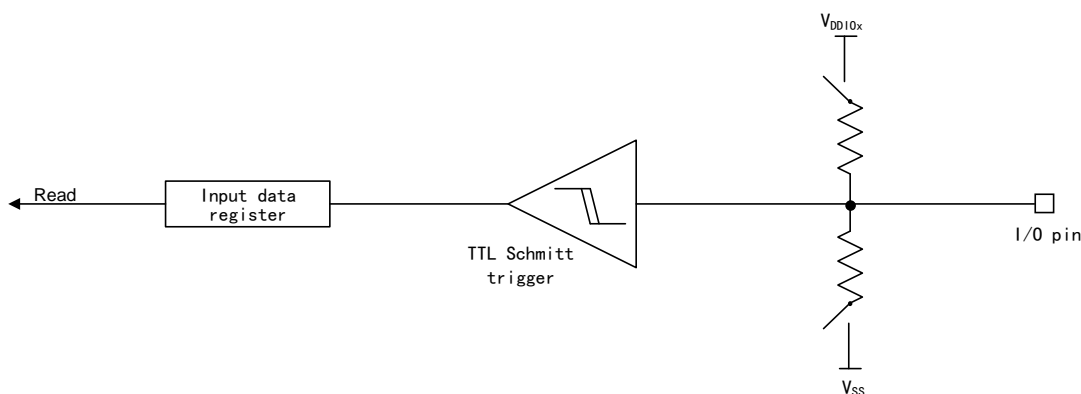 VDDIOx
Read
Input data
register
TTL Schmitt
trigger
I/O pin
VSS